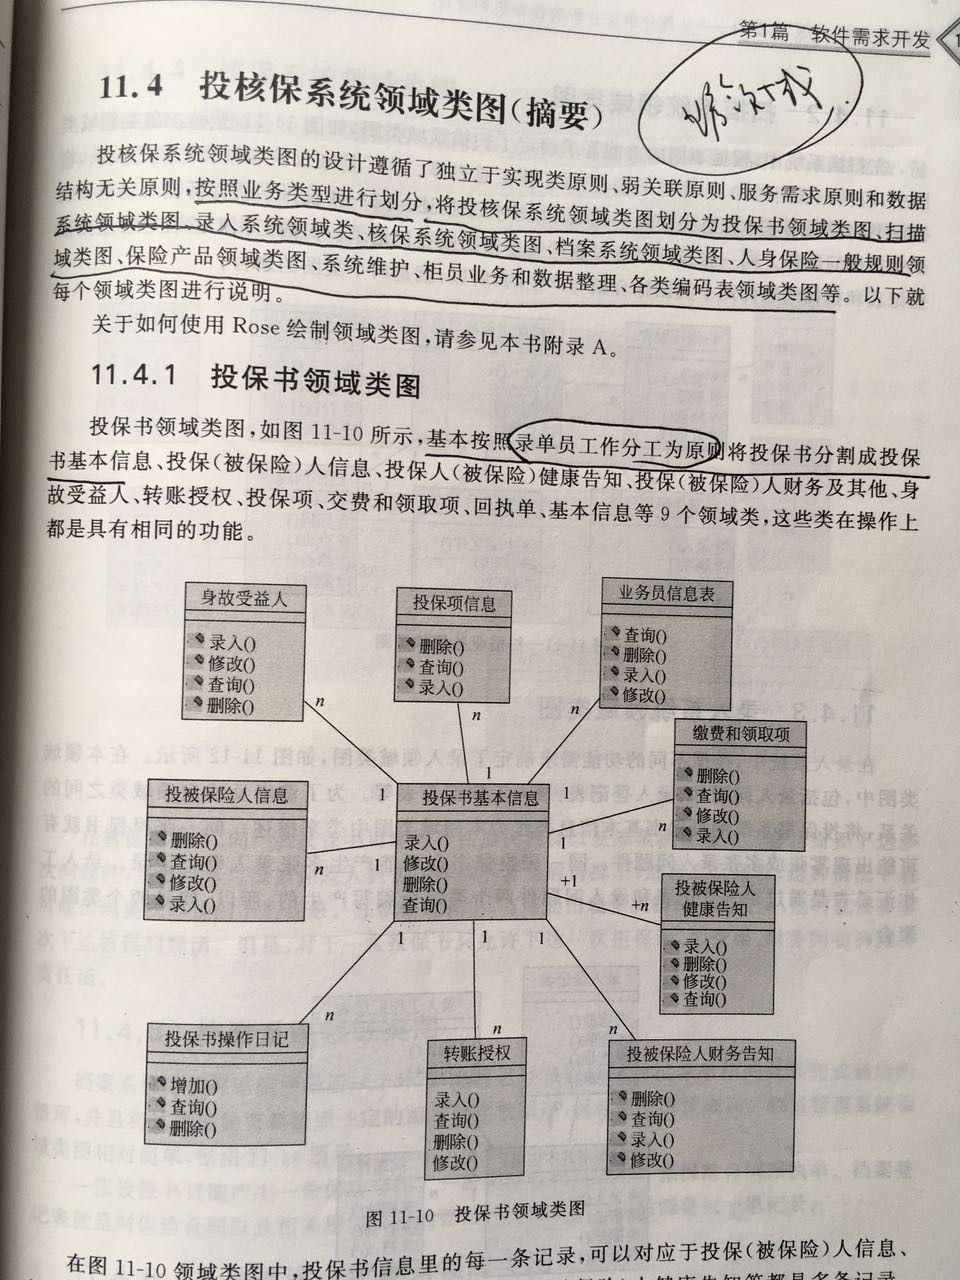 第1篇 软件需求开发
11.4 投核保系统领域类图(摘要)
投核保系统领域类图的设计遵循了独立于实现类原则、弱关联原则、服务需求原则和数据
结构无关原则,按照业务类型进行划分,将投核保系统领域类图划分为投保书领域类图、扫描
系统领域类图、录入系统领域类、核保系统领域类图、档案系统领域类图、人身保险一般规则领
域类图、保险产品领域类图、系统维护、柜员业务和数据整理、各类编码表领域类图等。以下就
每个领域类图进行说明。
关于如何使用 Rose 绘制领域类图,请参见本书附录 A。
11.4.1 投保书领域类图
投保书领域类图,如图 11-10 所示,基本按照录单员工作分工为原则将投保书分割成投保
书基本信息、投保(被保险)人信息、投保人(被保险)健康告知、投保(被保险)人财务及其他、身
故受益人、转账授权、投保项、交费和领取项、回执单、基本信息等 9 个领域类,这些类在操作上
都是具有相同的功能。
身故受益人
录入()
修改()
查询()
删除()
n
投保项信息
删除()
查询()
录入()
n
业务员信息表
查询()
删除()
录入()
修改()
n
缴费和领取项
删除()
查询()
修改()
录入()
n
投被保险人信息
删除()
查询()
修改()
录入()
n
1
1
1
投保书基本信息
录入()
修改()
删除()
查询()
1
1
+1
1
1
1
+n
投被保险人
健康告知
录入()
删除()
修改()
查询()
n
投保书操作日记
增加()
查询()
删除()
n
转账授权
录入()
查询()
删除()
修改()
n
投被保险人财务告知
删除()
查询()
录入()
修改()
图 11-10 投保书领域类图
在图 11-10 领域类图中,投保书信息里的每一条记录,可以对应于投保(被保险)人信息、